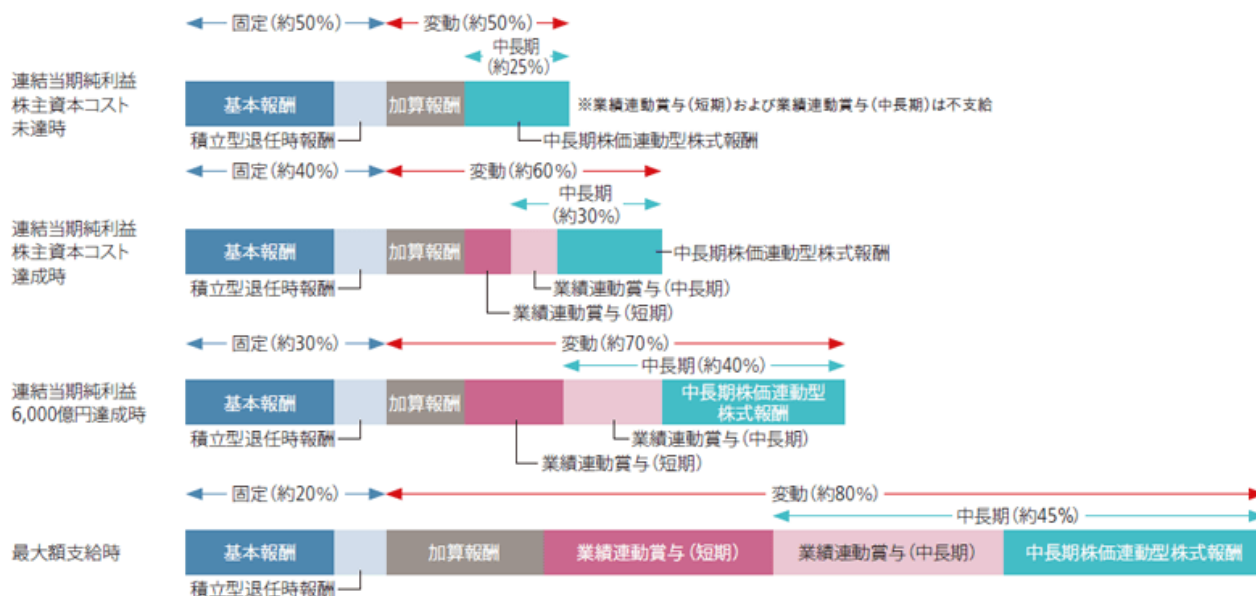 固定(約50%)
変動(約50%)
中長期
(約25%)
連結当期純利益
株主資本コスト
未達時
基本報酬
加算報酬
※業績連動賞与(短期)および業績連動賞与(中長期)は不支給
積立型退任時報酬
中長期株価連動型株式報酬
固定(約40%)
変動(約60%)
中長期
(約30%)
連結当期純利益
株主資本コスト
達成時
基本報酬
加算報酬
中長期株価連動型株式報酬
積立型退任時報酬
業績連動賞与(中長期)
業績連動賞与(短期)
固定(約30%)
変動(約70%)
中長期(約40%)
連結当期純利益
6,000億円達成時
基本報酬
加算報酬
中長期株価連動型
株式報酬
積立型退任時報酬
業績連動賞与(中長期)
業績連動賞与(短期)
固定(約20%)
変動(約80%)
中長期(約45%)
最大額支給時
基本報酬
加算報酬
業績連動賞与(短期)
業績連動賞与(中長期)
中長期株価連動型株式報酬
積立型退任時報酬